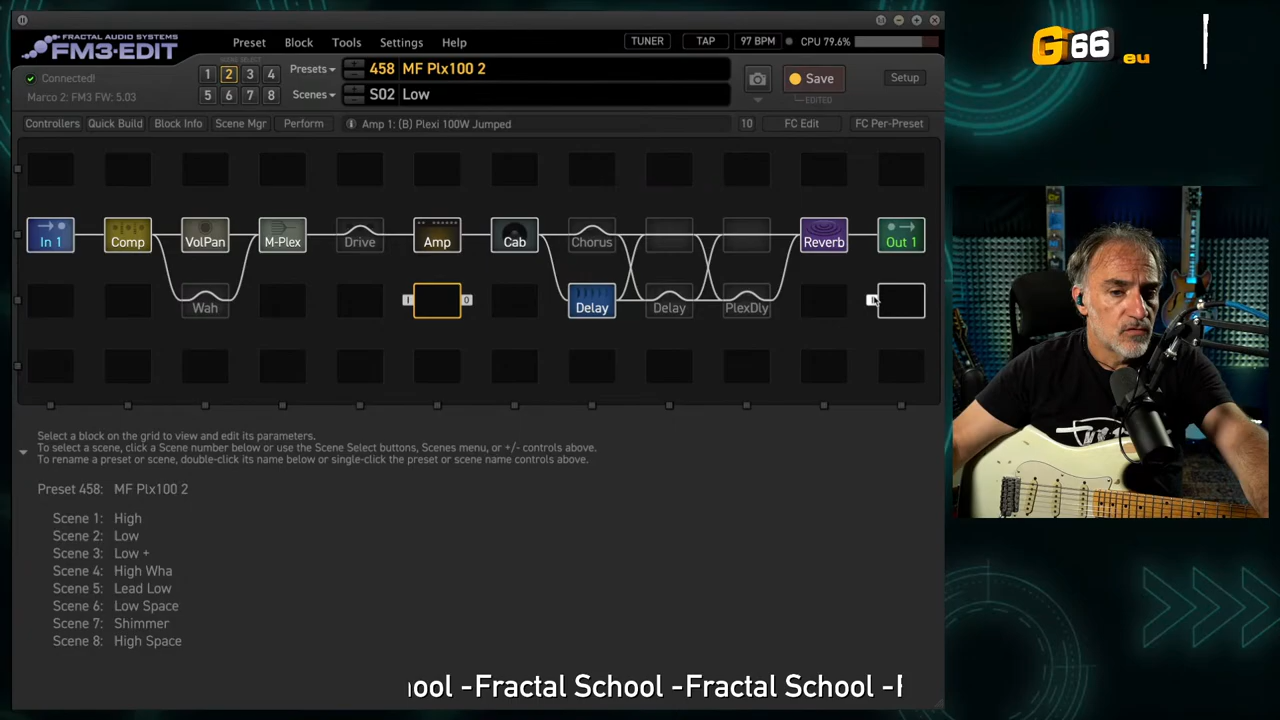 FRACTAL AUDIO SYSTEMS
FM3-EDIT
Preset Block Tools Settings Help
TUNER TAP 97 BPM CPU 79.6%
Connected!
Marco 2: FM3 FW: 5.03
SCENE SELECT
1 2 3 4
5 6 7 8
Presets 458 MF Plx100 2
Scenes S02 Low
Save
EDITED
Setup
Controllers Quick Build Block Info Scene Mgr Perform Amp 1: (B) Plexi 100W Jumped 10 FC Edit FC Per-Preset
In 1 Comp VolPan M-Plex Drive Amp Cab Chorus Reverb Out 1
Wah I O Delay Delay PlexDly
Select a block on the grid to view and edit its parameters.
To select a scene, click a Scene number below or use the Scene Select buttons, Scenes menu, or +/- controls above.
To rename a preset or scene, double-click its name below or single-click the preset or scene name controls above.
Preset 458: MF Plx100 2
Scene 1: High
Scene 2: Low
Scene 3: Low +
Scene 4: High Wha
Scene 5: Lead Low
Scene 6: Low Space
Scene 7: Shimmer
Scene 8: High Space
ool -Fractal School -Fractal School -F
G66
eu